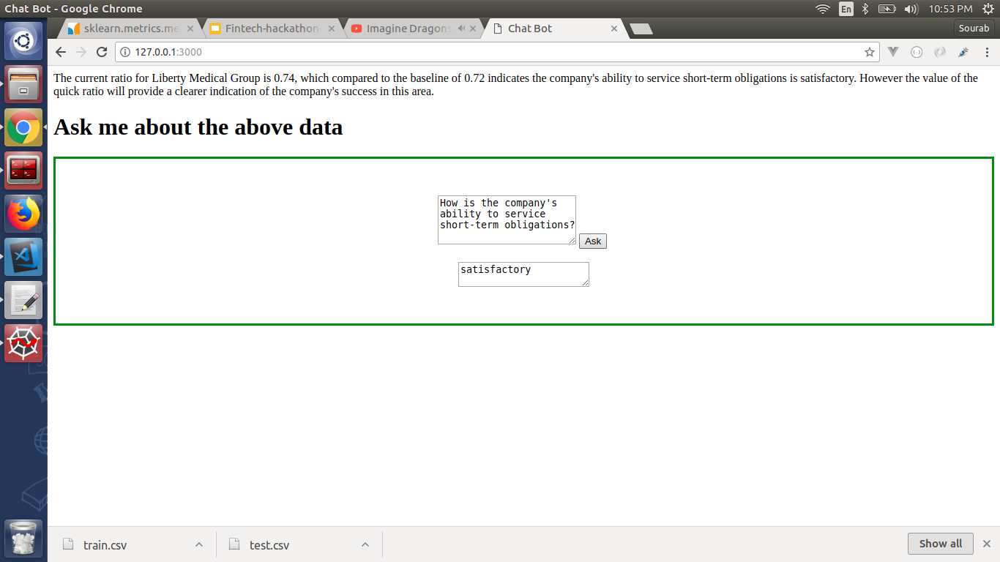 Chat Bot - Google Chrome
En
10:53 PM
sklearn.metrics.me
Fintech-hackathon-
Imagine Dragons
Chat Bot
Sourab
127.0.0.1:3000
The current ratio for Liberty Medical Group is 0.74, which compared to the baseline of 0.72 indicates the company's ability to service short-term obligations is satisfactory. However the value of the
quick ratio will provide a clearer indication of the company's success in this area.
Ask me about the above data
How is the company's
ability to service
short-term obligations?
Ask
satisfactory
train.csv
test.csv
Show all